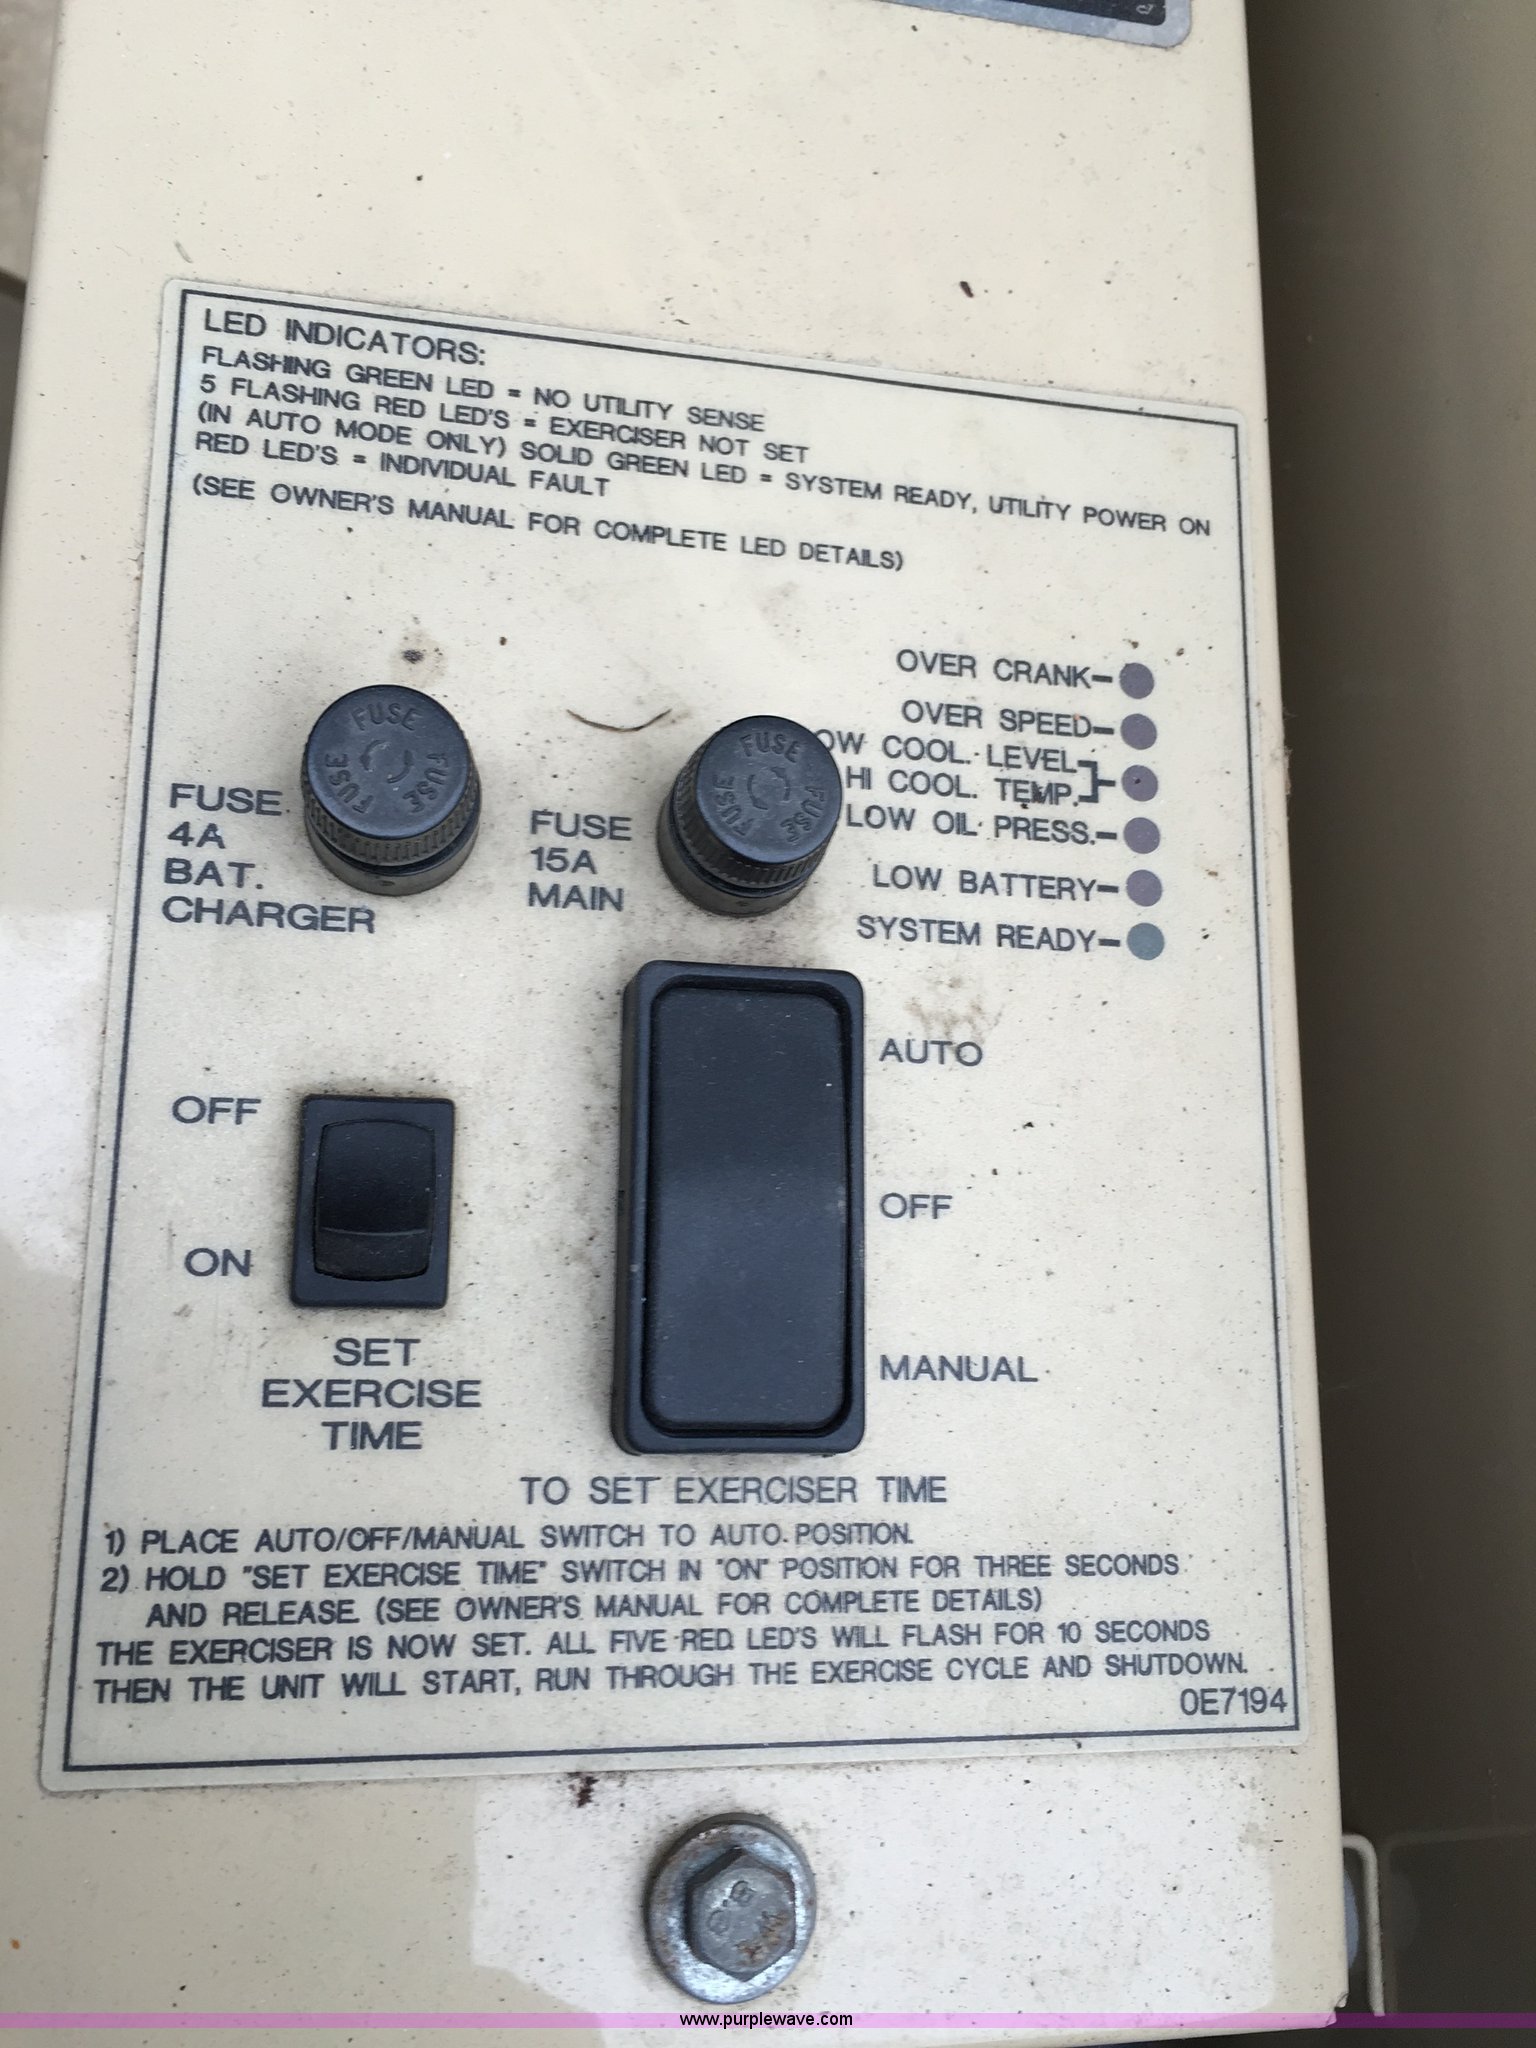 LED INDICATORS:
FLASHING GREEN LED = NO UTILITY SENSE
5 FLASHING RED LED'S = EXERCISER NOT SET
(IN AUTO MODE ONLY) SOLID GREEN LED = SYSTEM READY, UTILITY POWER ON
RED LED'S = INDIVIDUAL FAULT
(SEE OWNER'S MANUAL FOR COMPLETE LED DETAILS)
OVER CRANK
OVER SPEED
OW COOL. LEVEL
HI COOL. TEMP.
LOW OIL PRESS.
LOW BATTERY
SYSTEM READY
FUSE FUSE FUSE
FUSE
4A
BAT.
CHARGER
FUSE FUSE FUSE
FUSE
15A
MAIN
AUTO
OFF
MANUAL
OFF
ON
SET
EXERCISE
TIME
TO SET EXERCISER TIME
1) PLACE AUTO/OFF/MANUAL SWITCH TO AUTO POSITION.
2) HOLD "SET EXERCISE TIME" SWITCH IN "ON" POSITION FOR THREE SECONDS
AND RELEASE. (SEE OWNER'S MANUAL FOR COMPLETE DETAILS)
THE EXERCISER IS NOW SET. ALL FIVE RED LED'S WILL FLASH FOR 10 SECONDS
THEN THE UNIT WILL START, RUN THROUGH THE EXERCISE CYCLE AND SHUTDOWN.
0E7194
8.8
www.purplewave.com